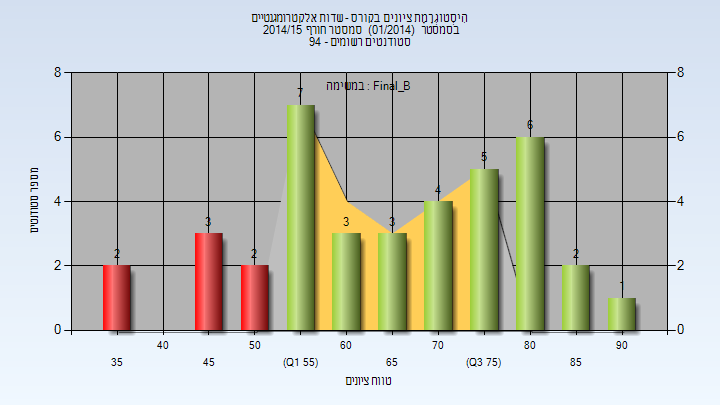 היסטוגרמת ציונים בקורס - שדות אלקטרומגנטיים
בסמסטר (01/2014) סמסטר חורף 2014/15
סטודנטים רשומים - 94
במשימה : Final_B
8 8
6 6
4 4
2 2
0 0
מספר סטודנטים
2 3 2 7 3 3 4 5 6 2 1
40 50 60 70 80 90
35 45 (Q1 55) 65 (Q3 75) 85
טווח ציונים